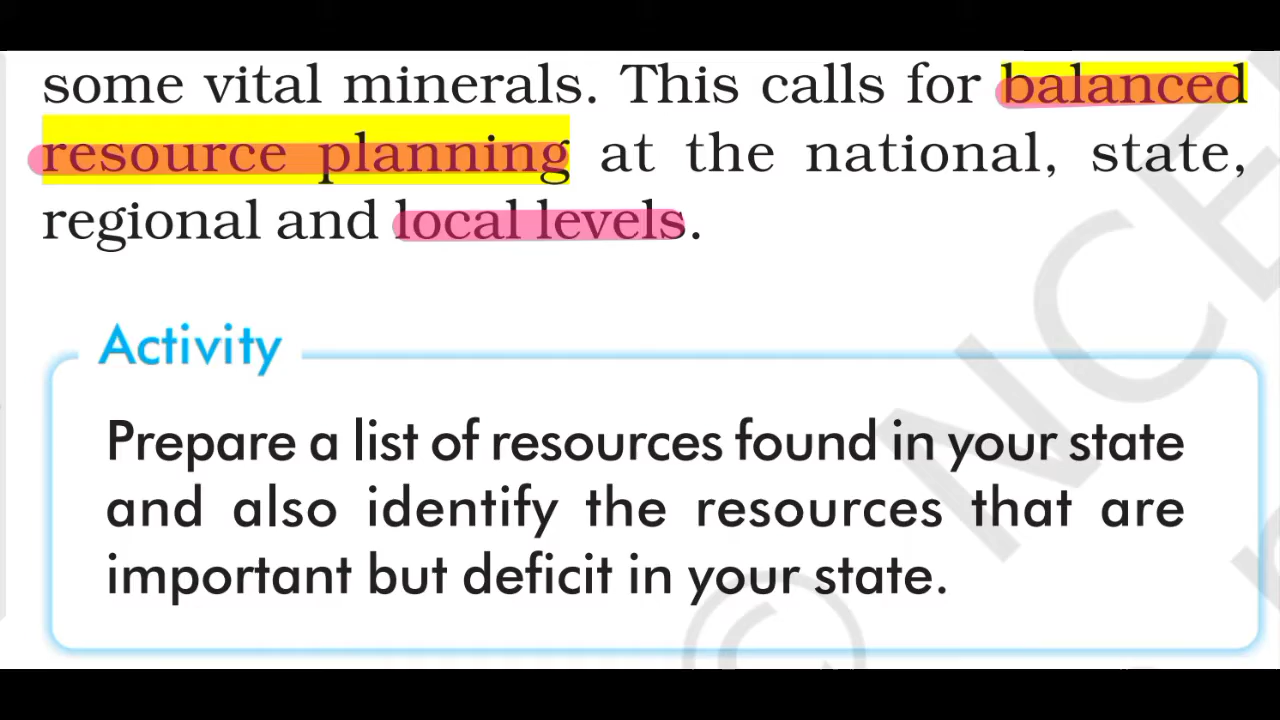 some vital minerals. This calls for balanced
resource planning at the national, state,
regional and local levels.
Activity
Prepare a list of resources found in your state
and also identify the resources that are
important but deficit in your state.
© NCE